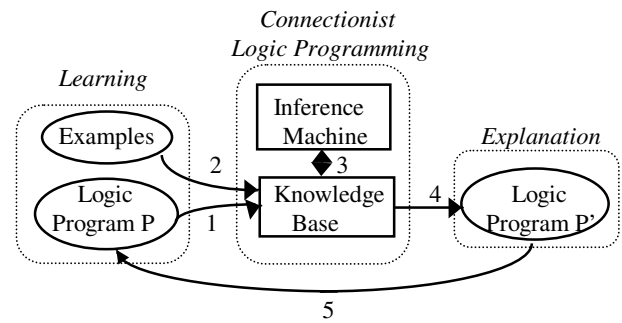 Connectionist
Logic Programming
Learning
Inference
Machine
Examples
Explanation
2
3
Logic
Program P
Knowledge
Base
4
Logic
Program P'
1
5